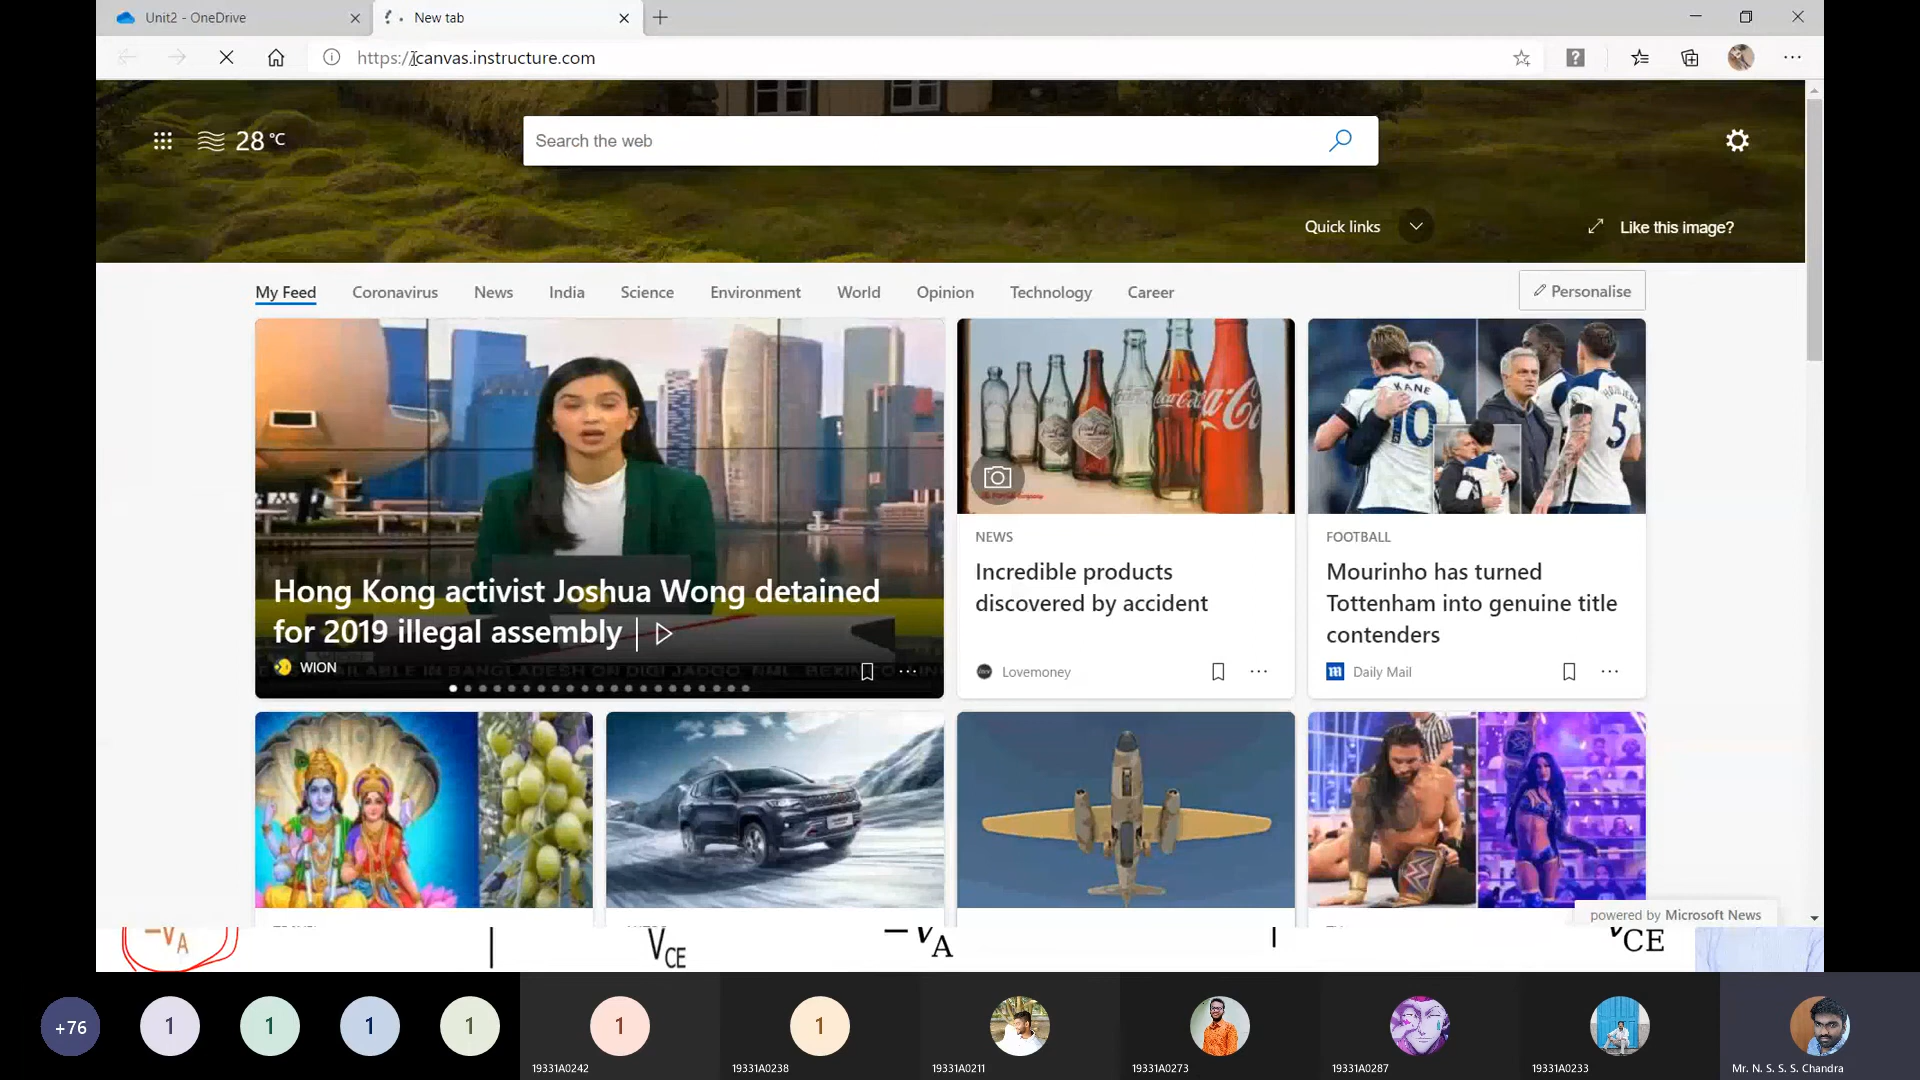 Unit2 - OneDrive
New tab
https://canvas.instructure.com
28 °C
Search the web
Quick links
Like this image?
My Feed
Coronavirus
News
India
Science
Environment
World
Opinion
Technology
Career
Personalise
Hong Kong activist Joshua Wong detained
for 2019 illegal assembly |
WION
NEWS
Incredible products
discovered by accident
Lovemoney
FOOTBALL
Mourinho has turned
Tottenham into genuine title
contenders
Daily Mail
KANE
10
5
Coca-Cola
powered by Microsoft News
-VA
VCE
-VA
VCE
+76
1
1
1
1
1
19331A0242
1
19331A0238
19331A0211
19331A0273
19331A0287
19331A0233
Mr. N. S. S. S. Chandra